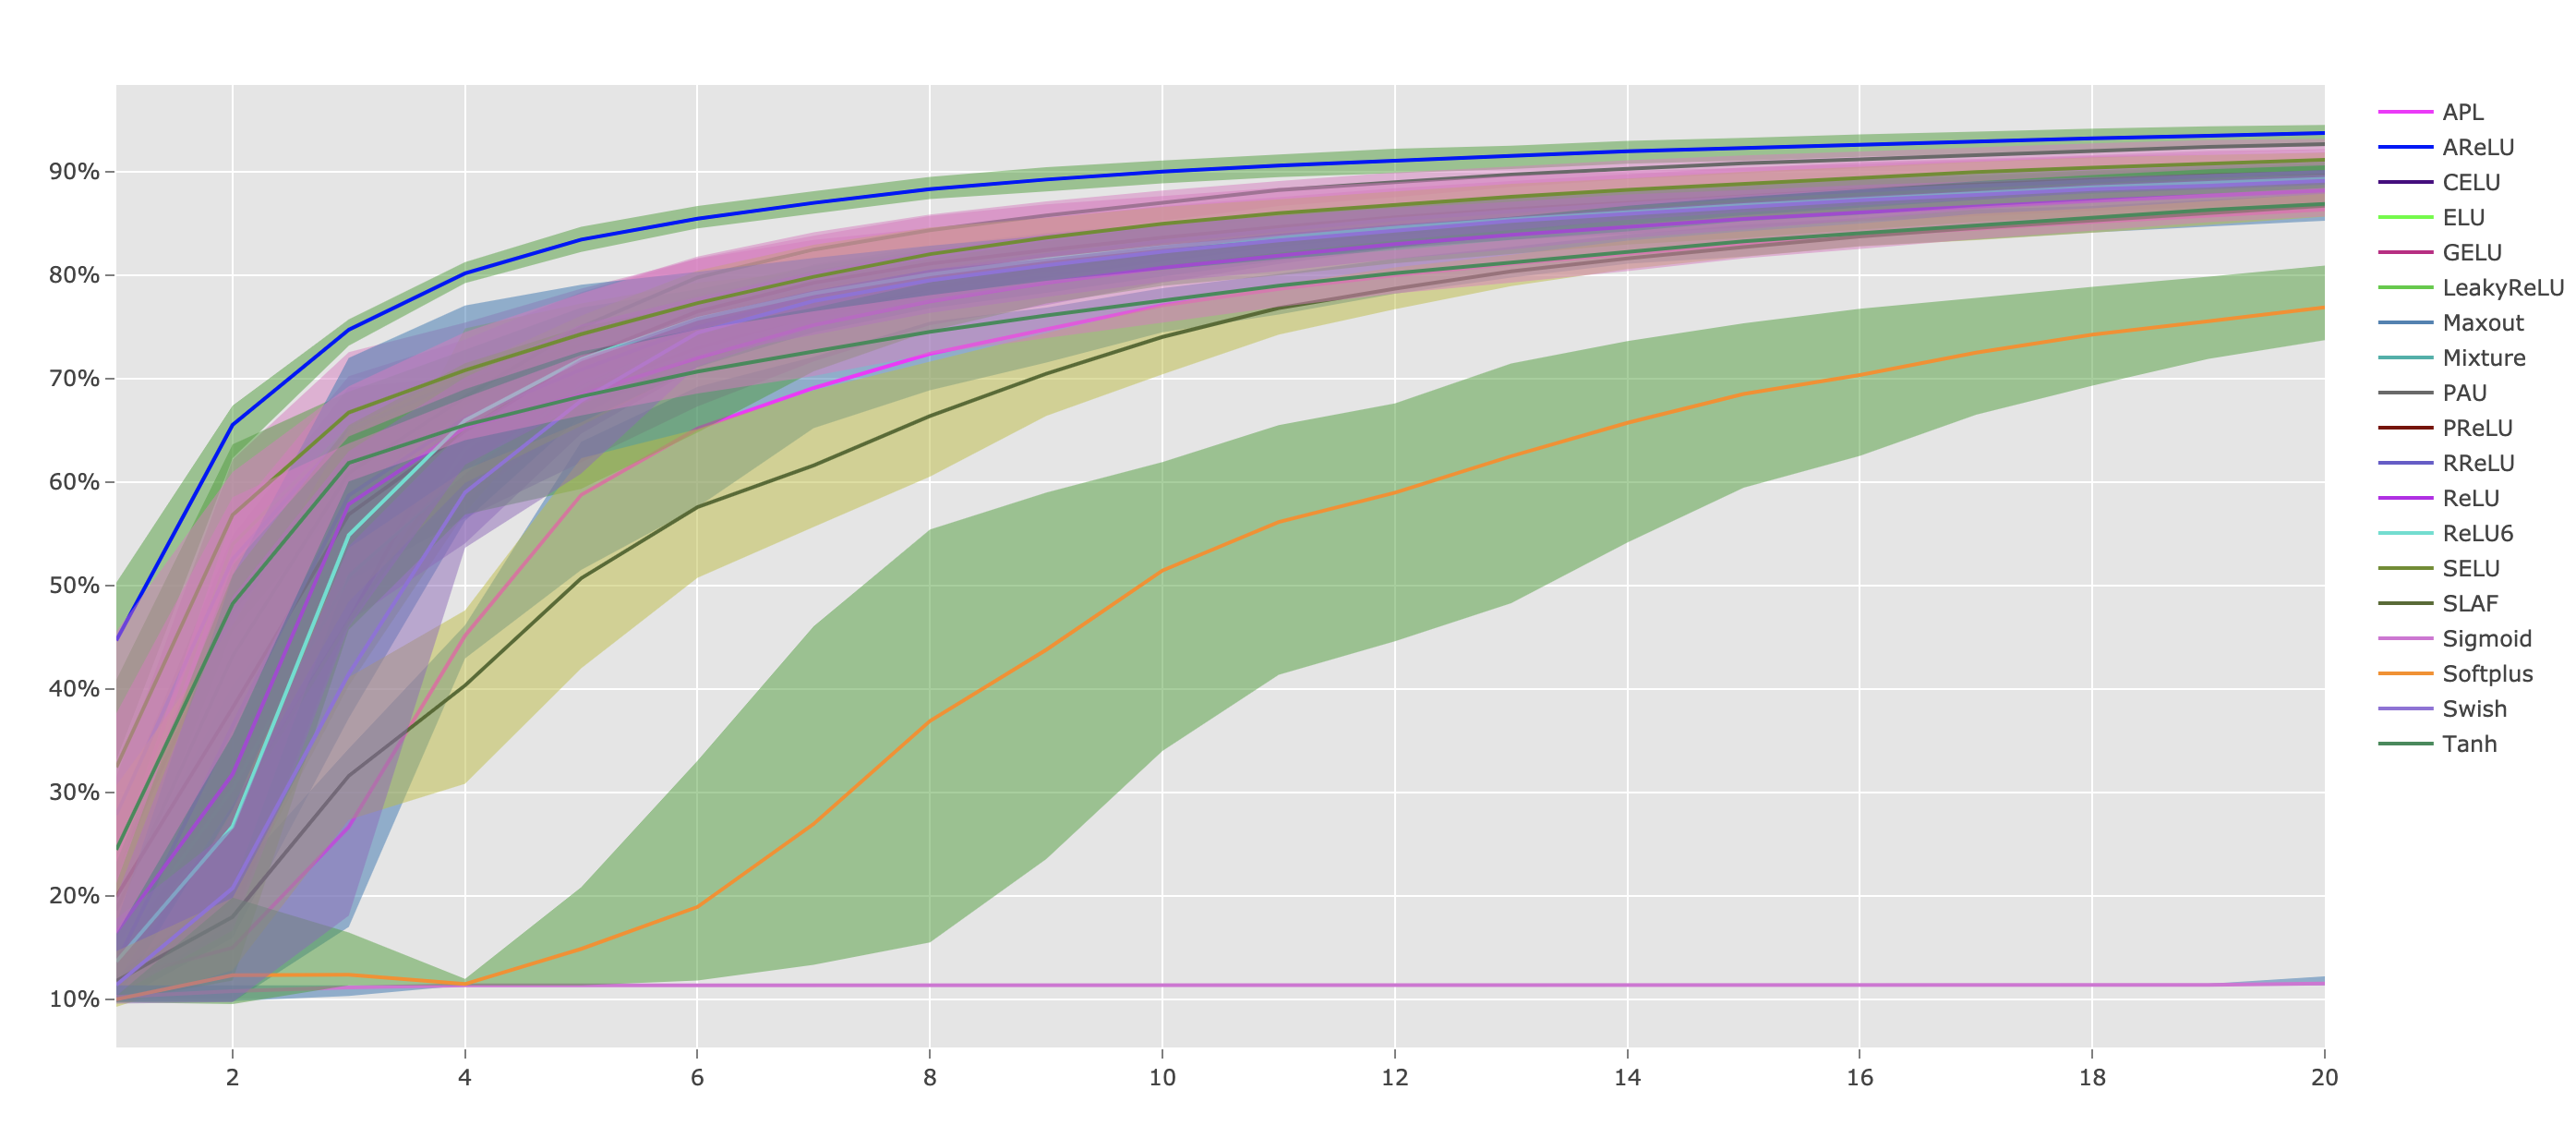 90%
80%
70%
60%
50%
40%
30%
20%
10%
2 4 6 8 10 12 14 16 18 20
APL
AReLU
CELU
ELU
GELU
LeakyReLU
Maxout
Mixture
PAU
PReLU
RReLU
ReLU
ReLU6
SELU
SLAF
Sigmoid
Softplus
Swish
Tanh